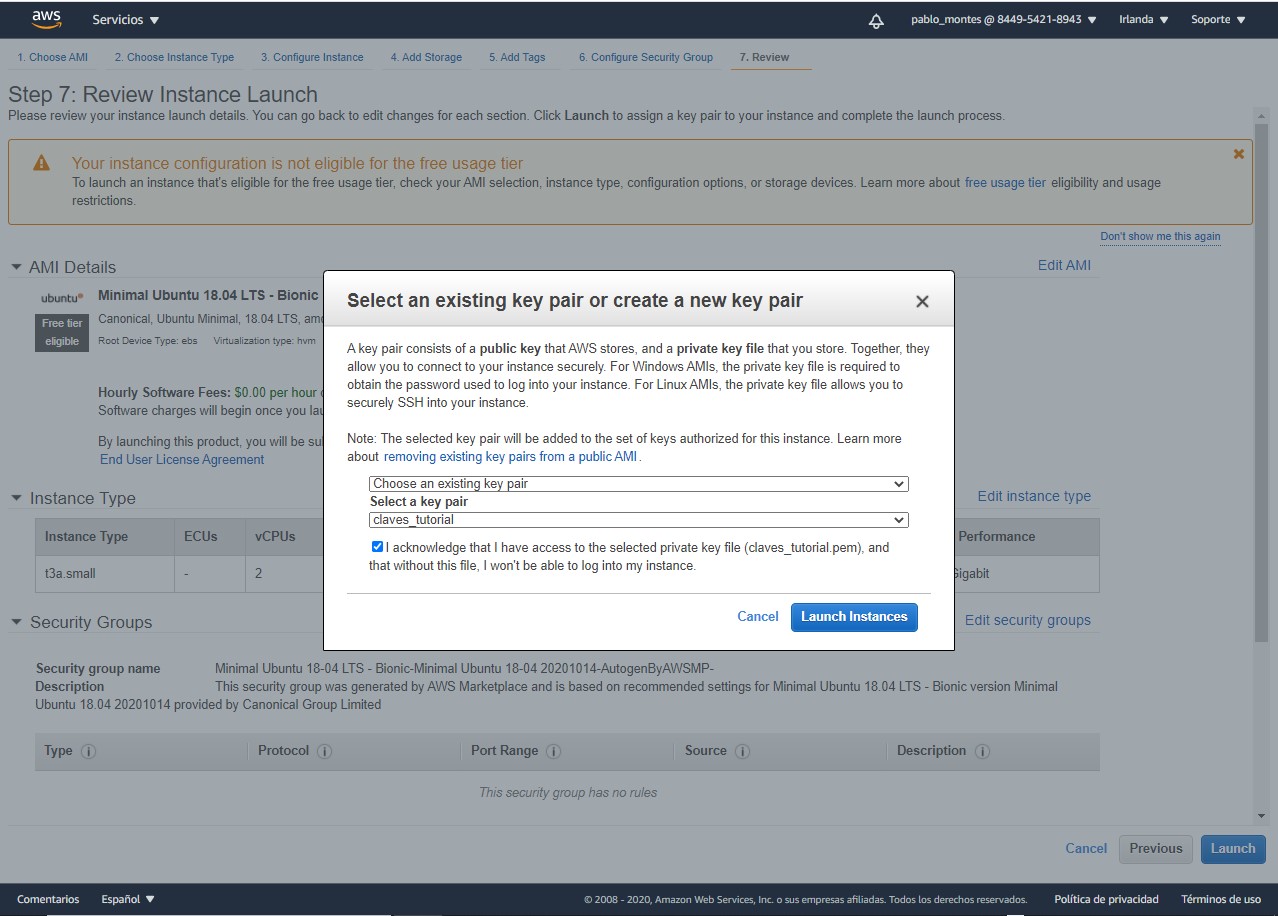 aws Servicios pablo_montes @ 8449-5421-8943 Irlanda Soporte
1. Choose AMI 2. Choose Instance Type 3. Configure Instance 4. Add Storage 5. Add Tags 6. Configure Security Group 7. Review
Step 7: Review Instance Launch
Please review your instance launch details. You can go back to edit changes for each section. Click Launch to assign a key pair to your instance and complete the launch process.
Your instance configuration is not eligible for the free usage tier
To launch an instance that's eligible for the free usage tier, check your AMI selection, instance type, configuration options, or storage devices. Learn more about free usage tier eligibility and usage
restrictions.
Don't show me this again
AMI Details Edit AMI
ubuntu
Free tier
eligible
Minimal Ubuntu 18.04 LTS - Bionic
Canonical, Ubuntu Minimal, 18.04 LTS,
Root Device Type: ebs Virtualization type: hvm
Hourly Software Fees: $0.00 per hour
Software charges will begin once you
By launching this product, you will be
End User License Agreement
Select an existing key pair or create a new key pair
A key pair consists of a public key that AWS stores, and a private key file that you store. Together, they
allow you to connect to your instance securely. For Windows AMIs, the private key file is required to
obtain the password used to log into your instance. For Linux AMIs, the private key file allows you to
securely SSH into your instance.
Note: The selected key pair will be added to the set of keys authorized for this instance. Learn more
about removing existing key pairs from a public AMI.
Choose an existing key pair
Select a key pair
claves_tutorial
I acknowledge that I have access to the selected private key file (claves_tutorial.pem), and
that without this file, I won't be able to log into my instance.
Cancel Launch Instances
Instance Type Edit instance type
Instance Type ECUs vCPUs Performance
t3a.small - 2 Gigabit
Security Groups Edit security groups
Security group name Minimal Ubuntu 18-04 LTS - Bionic-Minimal Ubuntu 18-04 20201014-AutogenByAWSMP-
Description This security group was generated by AWS Marketplace and is based on recommended settings for Minimal Ubuntu 18.04 LTS - Bionic version Minimal
Ubuntu 18.04 20201014 provided by Canonical Group Limited
Type i Protocol i Port Range i Source i Description i
This security group has no rules
Cancel Previous Launch
Comentarios Español © 2008 - 2020, Amazon Web Services, Inc. o sus empresas afiliadas. Todos los derechos reservados. Política de privacidad Términos de uso